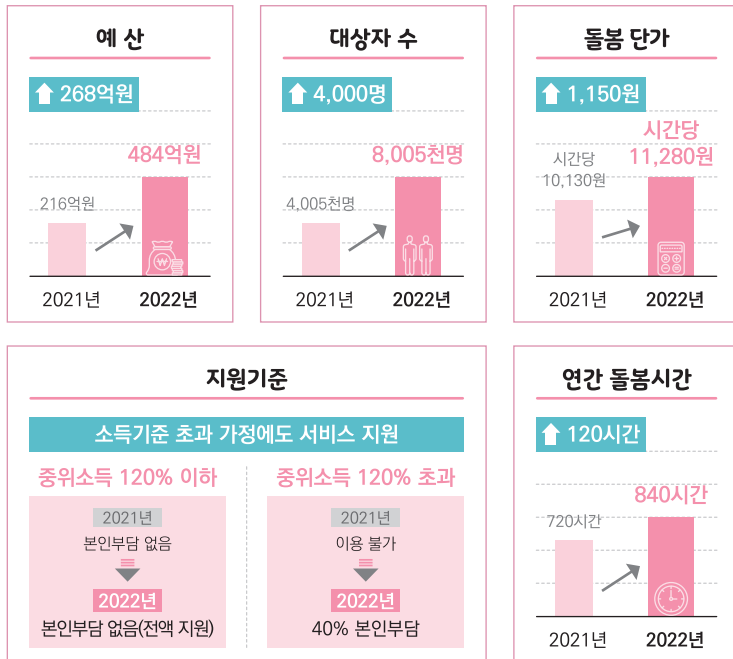 예 산
268억원
484억원
216억원
2021년
2022년
대상자 수
4,000명
8,005천명
4,005천명
2021년
2022년
돌봄 단가
1,150원
시간당
11,280원
시간당
10,130원
2021년
2022년
지원기준
소득기준 초과 가정에도 서비스 지원
중위소득 120% 이하
2021년
본인부담 없음
2022년
본인부담 없음(전액 지원)
중위소득 120% 초과
2021년
이용 불가
2022년
40% 본인부담
연간 돌봄시간
120시간
840시간
720시간
2021년
2022년